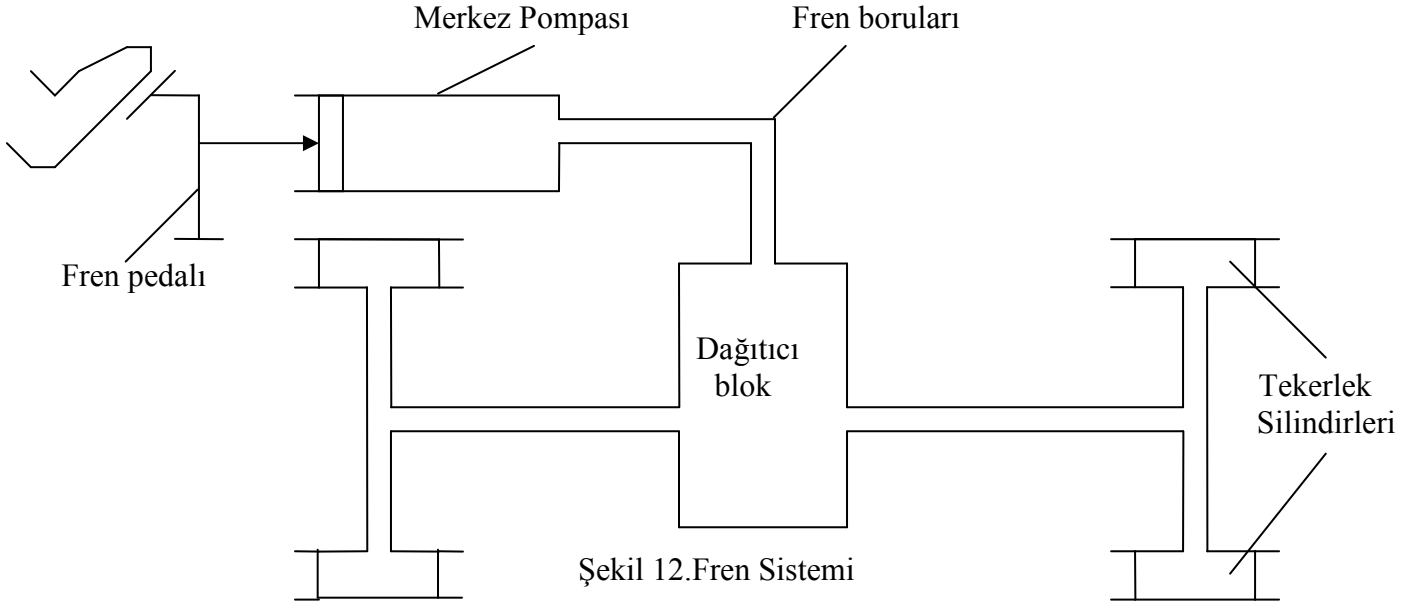 Merkez Pompası
Fren boruları
Fren pedalı
Dağıtıcı
blok
Tekerlek
Silindirleri
Şekil 12.Fren Sistemi